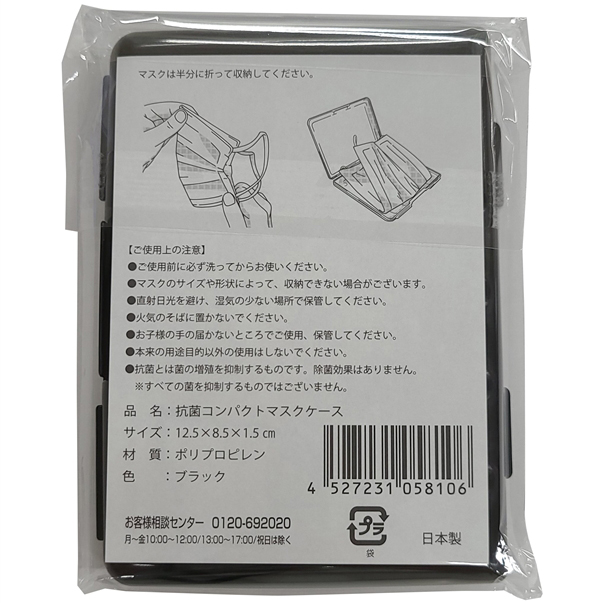 マスクは半分に折って収納してください。
【ご使用上の注意】
●ご使用前に必ず洗ってからお使いください。
●マスクのサイズや形状によって、収納できない場合がございます。
●直射日光を避け、湿気の少ない場所で保管してください。
●火気のそばに置かないでください。
●お子様の手の届かないところでご使用、保管してください。
●本来の用途目的以外の使用はしないでください。
●抗菌とは菌の増殖を抑制するものです。除菌効果はありません。
※すべての菌を抑制するものではございません。
品　名：抗菌コンパクトマスクケース
サイズ：12.5×8.5×1.5㎝
材　質：ポリプロピレン
色　　：ブラック
4 527231 058106
お客様相談センター 0120-692020
月～金10:00～12:00/13:00～17:00/祝日は除く
プラ
袋
日本製